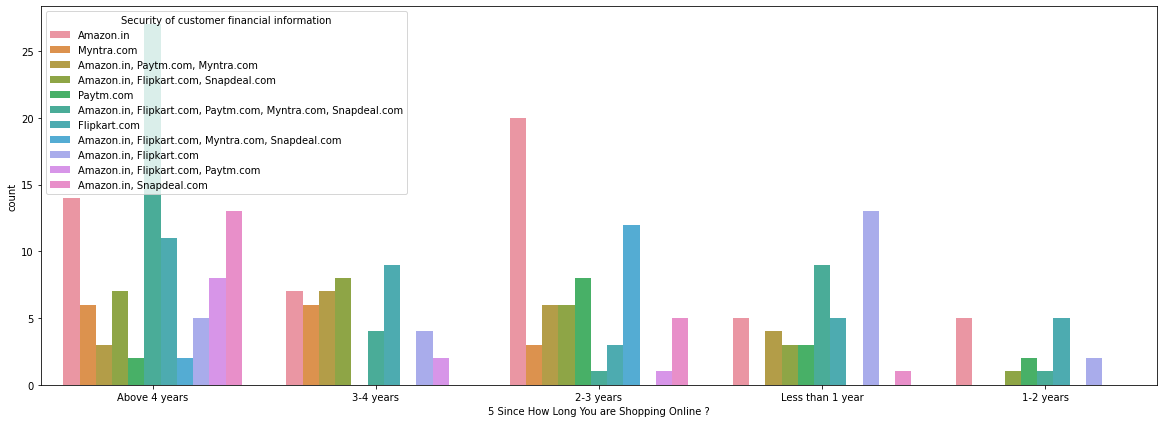 Security of customer financial information
Amazon.in
Myntra.com
Amazon.in, Paytm.com, Myntra.com
Amazon.in, Flipkart.com, Snapdeal.com
Paytm.com
Amazon.in, Flipkart.com, Paytm.com, Myntra.com, Snapdeal.com
Flipkart.com
Amazon.in, Flipkart.com, Myntra.com, Snapdeal.com
Amazon.in, Flipkart.com
Amazon.in, Flipkart.com, Paytm.com
Amazon.in, Snapdeal.com
25
20
15
10
5
0
count
Above 4 years
3-4 years
2-3 years
Less than 1 year
1-2 years
5 Since How Long You are Shopping Online ?